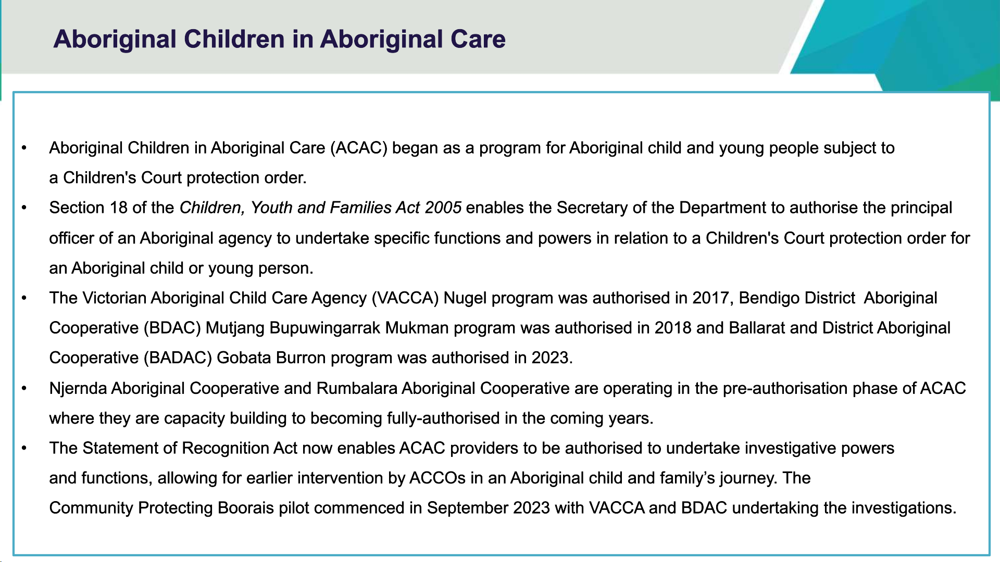 Aboriginal Children in Aboriginal Care
• Aboriginal Children in Aboriginal Care (ACAC) began as a program for Aboriginal child and young people subject to
a Children's Court protection order.
• Section 18 of the Children, Youth and Families Act 2005 enables the Secretary of the Department to authorise the principal
officer of an Aboriginal agency to undertake specific functions and powers in relation to a Children's Court protection order for
an Aboriginal child or young person.
• The Victorian Aboriginal Child Care Agency (VACCA) Nugel program was authorised in 2017, Bendigo District  Aboriginal
Cooperative (BDAC) Mutjang Bupuwingarrak Mukman program was authorised in 2018 and Ballarat and District Aboriginal
Cooperative (BADAC) Gobata Burron program was authorised in 2023.
• Njernda Aboriginal Cooperative and Rumbalara Aboriginal Cooperative are operating in the pre-authorisation phase of ACAC
where they are capacity building to becoming fully-authorised in the coming years.
• The Statement of Recognition Act now enables ACAC providers to be authorised to undertake investigative powers
and functions, allowing for earlier intervention by ACCOs in an Aboriginal child and family’s journey. The
Community Protecting Boorais pilot commenced in September 2023 with VACCA and BDAC undertaking the investigations.